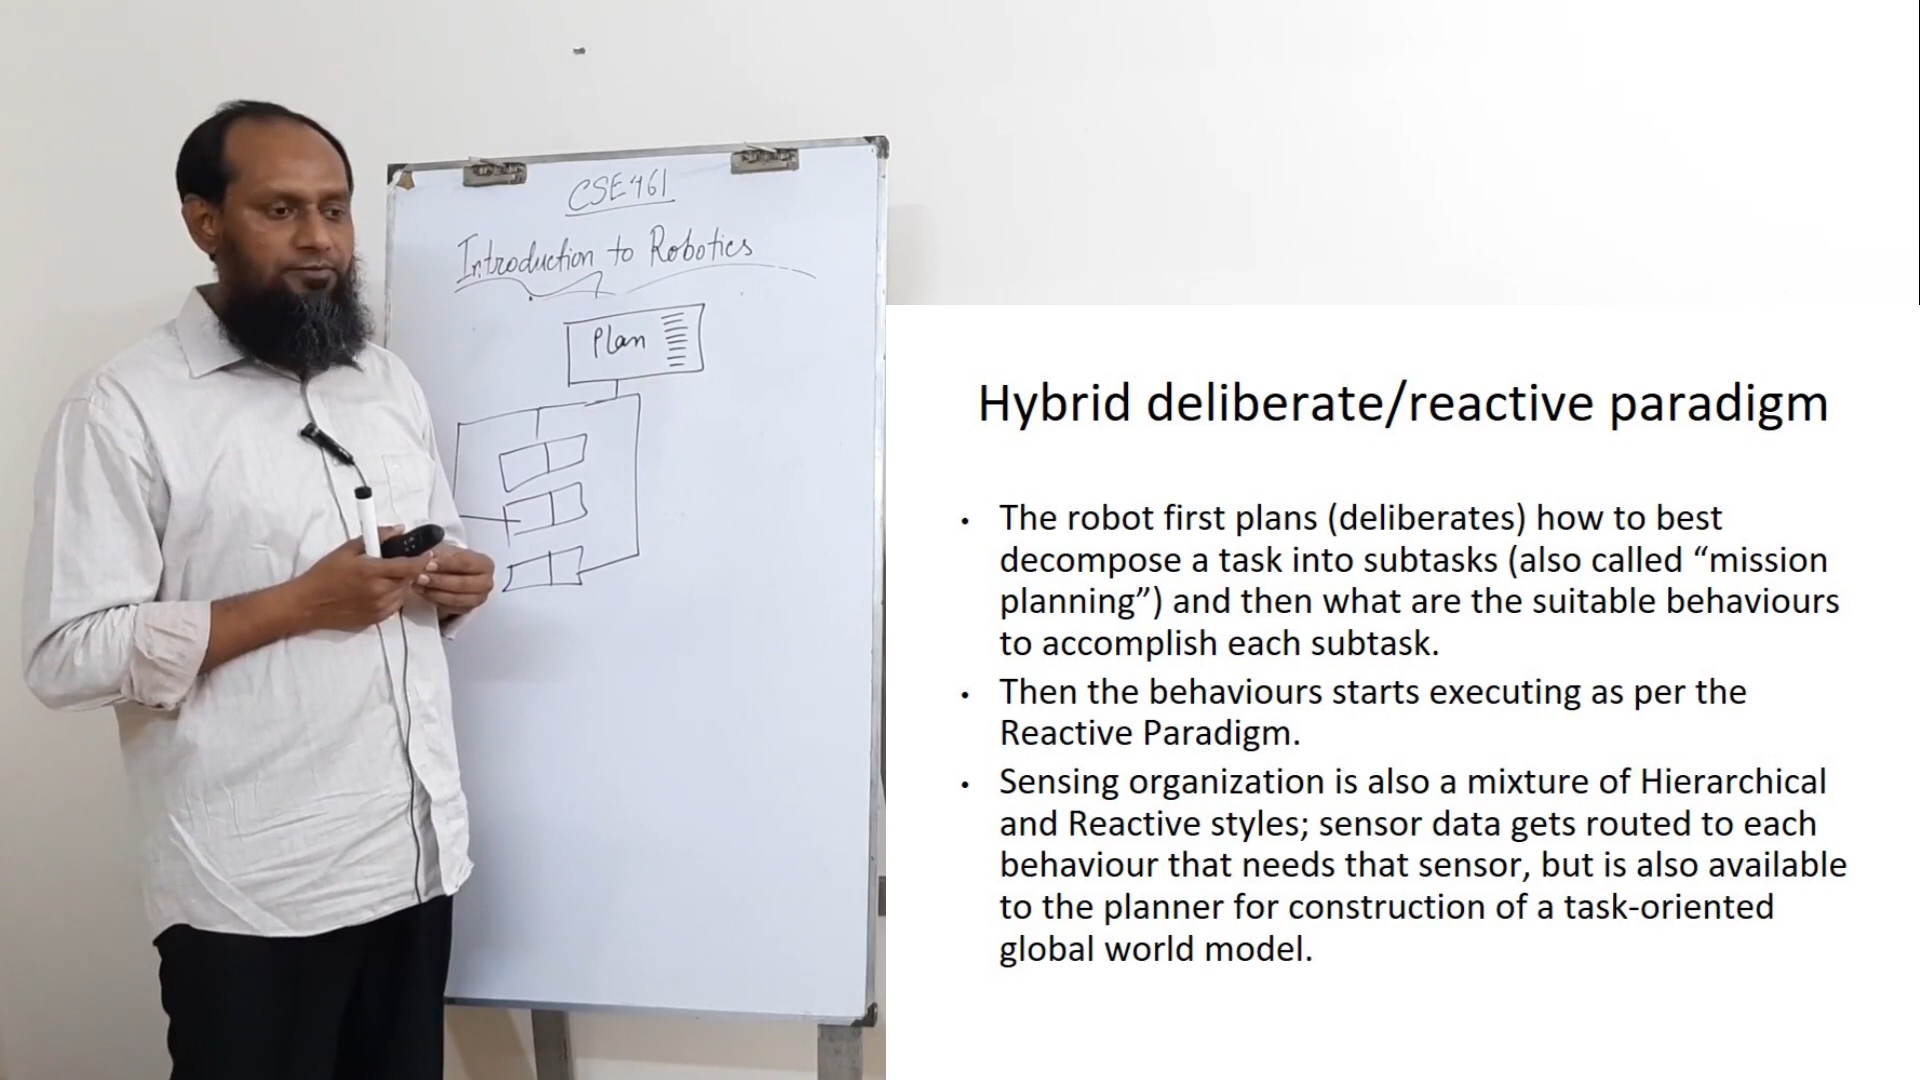 CSE461
Introduction to Robotics
Plan
Hybrid deliberate/reactive paradigm
• The robot first plans (deliberates) how to best
decompose a task into subtasks (also called “mission
planning”) and then what are the suitable behaviours
to accomplish each subtask.
• Then the behaviours starts executing as per the
Reactive Paradigm.
• Sensing organization is also a mixture of Hierarchical
and Reactive styles; sensor data gets routed to each
behaviour that needs that sensor, but is also available
to the planner for construction of a task-oriented
global world model.